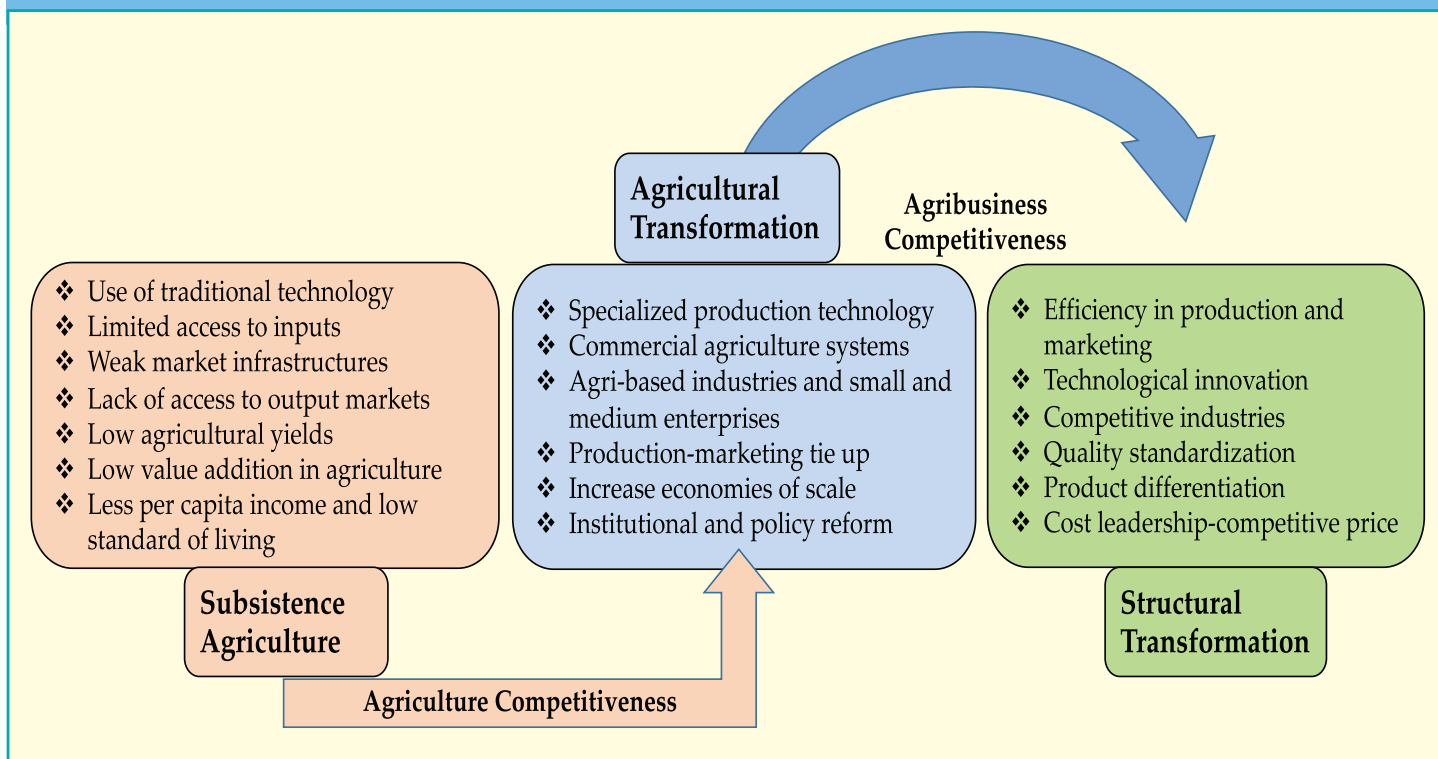 ❖ Use of traditional technology
❖ Limited access to inputs
❖ Weak market infrastructures
❖ Lack of access to output markets
❖ Low agricultural yields
❖ Low value addition in agriculture
❖ Less per capita income and low
standard of living
Subsistence
Agriculture
Agriculture Competitiveness
Agricultural
Transformation
❖ Specialized production technology
❖ Commercial agriculture systems
❖ Agri-based industries and small and
medium enterprises
❖ Production-marketing tie up
❖ Increase economies of scale
❖ Institutional and policy reform
Agribusiness
Competitiveness
❖ Efficiency in production and
marketing
❖ Technological innovation
❖ Competitive industries
❖ Quality standardization
❖ Product differentiation
❖ Cost leadership-competitive price
Structural
Transformation